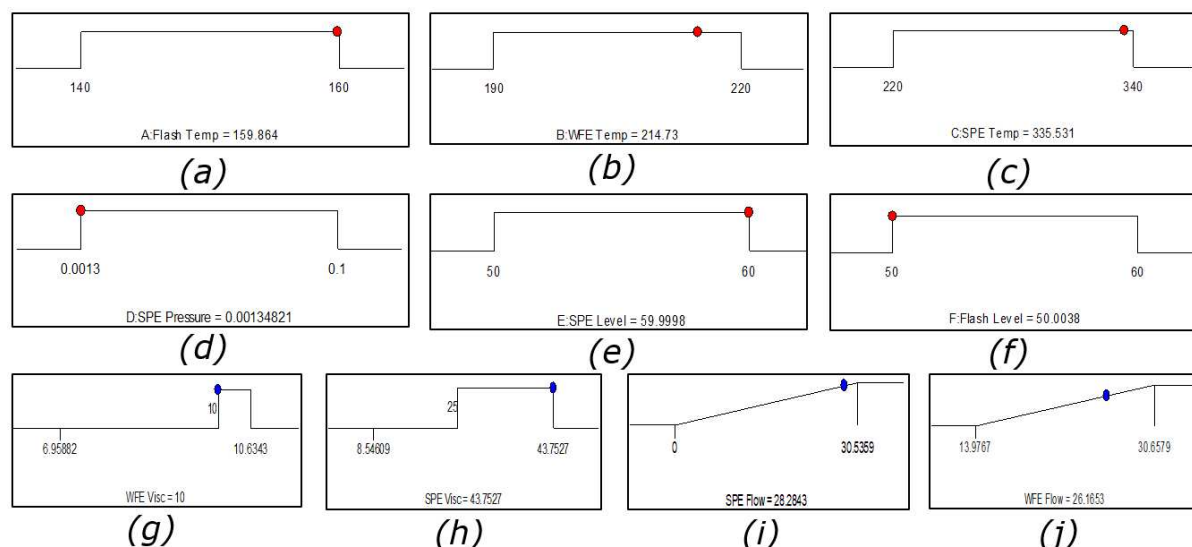 140 160
A:Flash Temp = 159.864
(a)
190 220
B:WFE Temp = 214.73
(b)
220 340
C:SPE Temp = 335.531
(c)
0.0013 0.1
D:SPE Pressure = 0.00134821
(d)
50 60
E:SPE Level = 59.9998
(e)
50 60
F:Flash Level = 50.0038
(f)
10
6.95882 10.6343
WFE Visc = 10
(g)
25
8.54609 43.7527
SPE Visc = 43.7527
(h)
0 30.5359
SPE Flow = 28.2843
(i)
13.9767 30.6579
WFE Flow = 26.1653
(j)